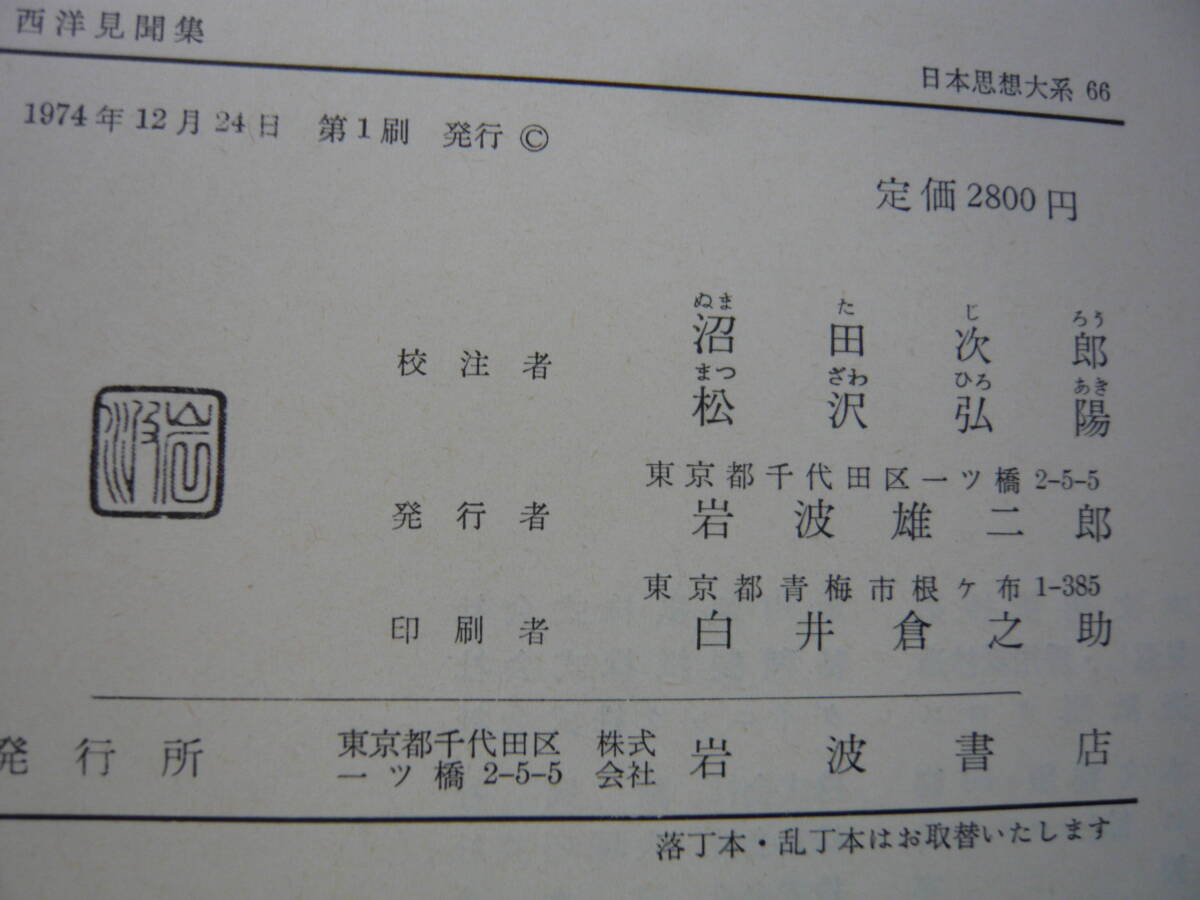 西洋見聞集
日本思想大系 66
1974年12月24日 第1刷 発行 ©
定価2800円
ぬま た じ ろう
校注者 沼田次郎
まつ ざわ ひろ あき
松沢弘陽
東京都千代田区一ツ橋2-5-5
発行者 岩波雄二郎
東京都青梅市根ヶ布1-385
印刷者 白井倉之助
発行所 東京都千代田区 株式 岩波書店
一ツ橋2-5-5 会社
落丁本・乱丁本はお取替いたします
岩波